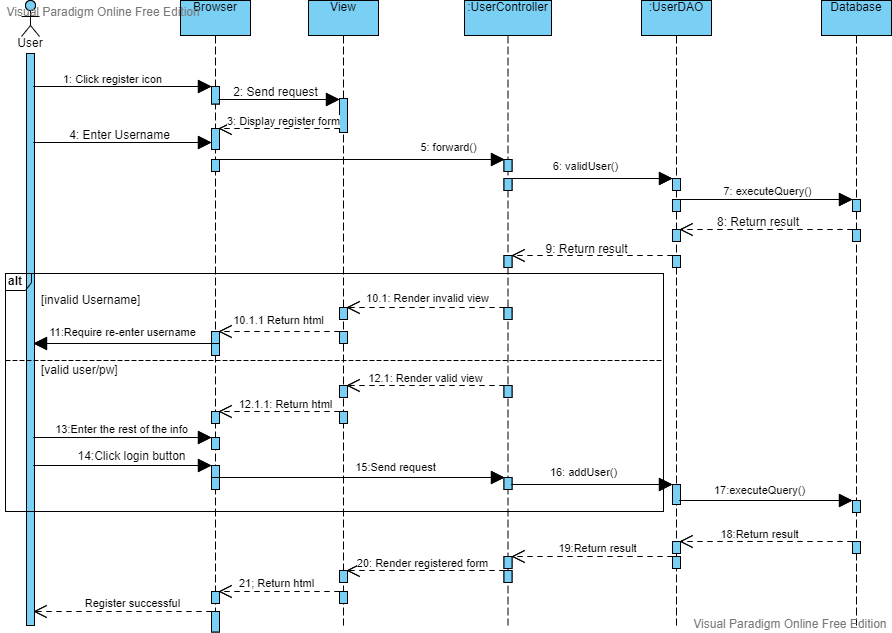 Visual Paradigm Online Free Edition
Browser
View
:UserController
:UserDAO
Database
User
1: Click register icon
2: Send request
3: Display register form
4: Enter Username
5: forward()
6: validUser()
7: executeQuery()
8: Return result
9: Return result
alt
[invalid Username]
10.1: Render invalid view
10.1.1 Return html
11:Require re-enter username
[valid user/pw]
12.1: Render valid view
12.1.1: Return html
13:Enter the rest of the info
14:Click login button
15:Send request
16: addUser()
17:executeQuery()
18:Return result
19:Return result
20: Render registered form
21; Return html
Register successful
Visual Paradigm Online Free Edition